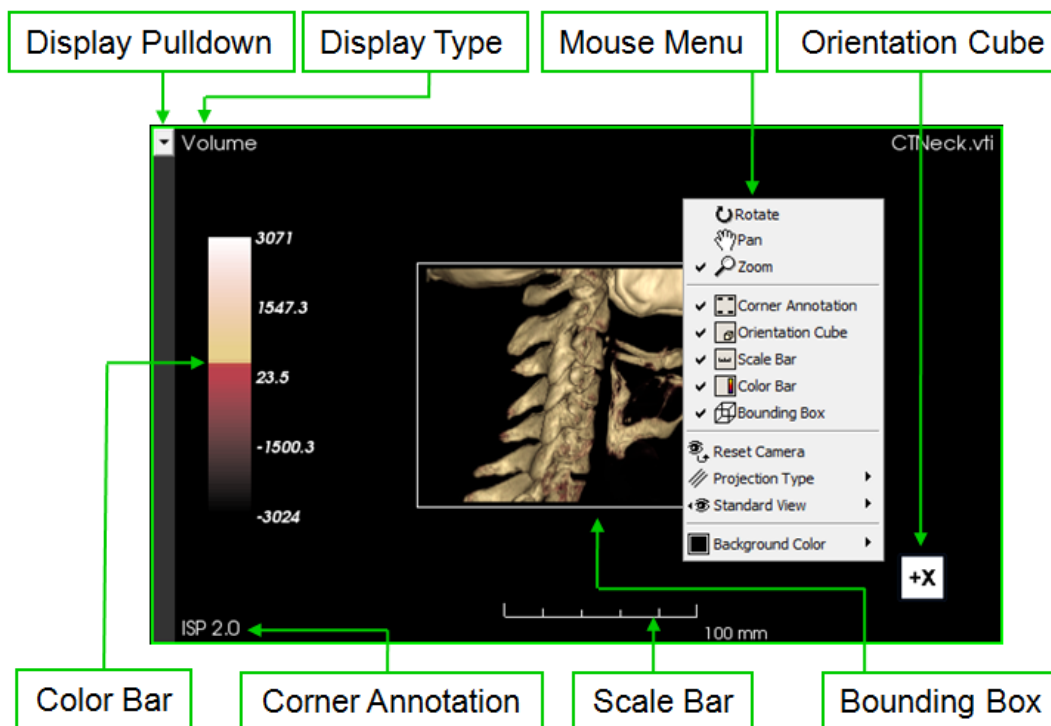 Display Pulldown
Display Type
Mouse Menu
Orientation Cube
Volume
CTNeck.vti
3071
1547.3
23.5
-1500.3
-3024
Rotate
Pan
Zoom
Corner Annotation
Orientation Cube
Scale Bar
Color Bar
Bounding Box
Reset Camera
Projection Type
Standard View
Background Color
+X
ISP 2.0
100 mm
Color Bar
Corner Annotation
Scale Bar
Bounding Box